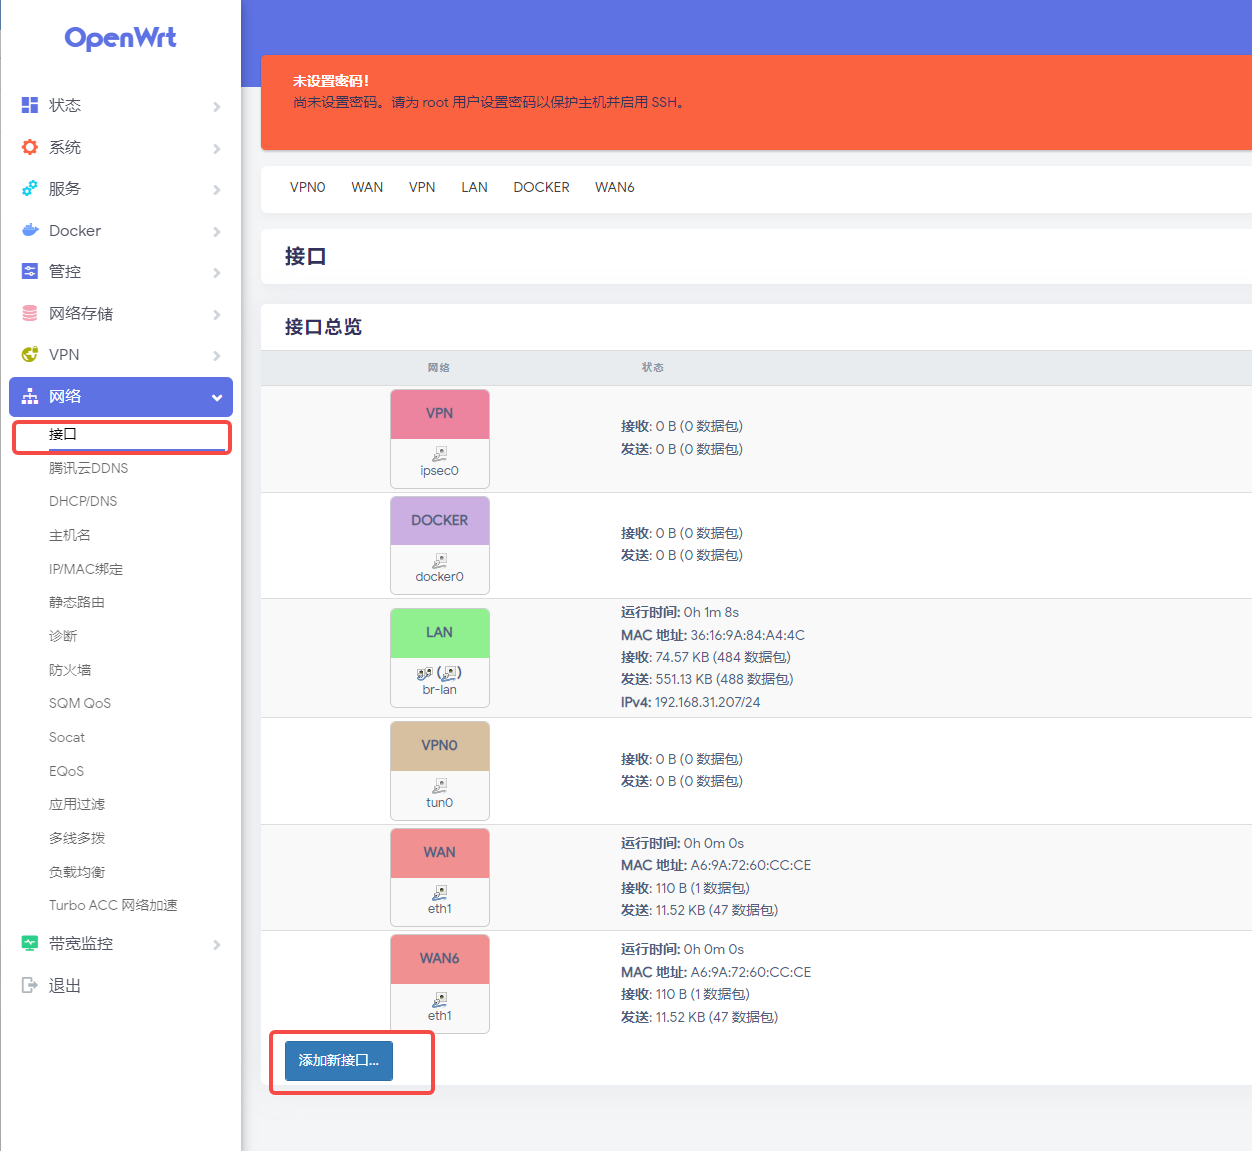 OpenWrt
状态
系统
服务
Docker
管控
网络存储
VPN
网络
接口
腾讯云DDNS
DHCP/DNS
主机名
IP/MAC绑定
静态路由
诊断
防火墙
SQM QoS
Socat
EQoS
应用过滤
多线多拨
负载均衡
Turbo ACC 网络加速
带宽监控
退出
未设置密码!
尚未设置密码。请为 root 用户设置密码以保护主机并启用 SSH。
VPN0 WAN VPN LAN DOCKER WAN6
接口
接口总览
网络 状态
VPN
ipsec0
接收: 0 B (0 数据包)
发送: 0 B (0 数据包)
DOCKER
docker0
接收: 0 B (0 数据包)
发送: 0 B (0 数据包)
LAN
( )
br-lan
运行时间: 0h 1m 8s
MAC 地址: 36:16:9A:84:A4:4C
接收: 74.57 KB (484 数据包)
发送: 551.13 KB (488 数据包)
IPv4: 192.168.31.207/24
VPN0
tun0
接收: 0 B (0 数据包)
发送: 0 B (0 数据包)
WAN
eth1
运行时间: 0h 0m 0s
MAC 地址: A6:9A:72:60:CC:CE
接收: 110 B (1 数据包)
发送: 11.52 KB (47 数据包)
WAN6
eth1
运行时间: 0h 0m 0s
MAC 地址: A6:9A:72:60:CC:CE
接收: 110 B (1 数据包)
发送: 11.52 KB (47 数据包)
添加新接口...